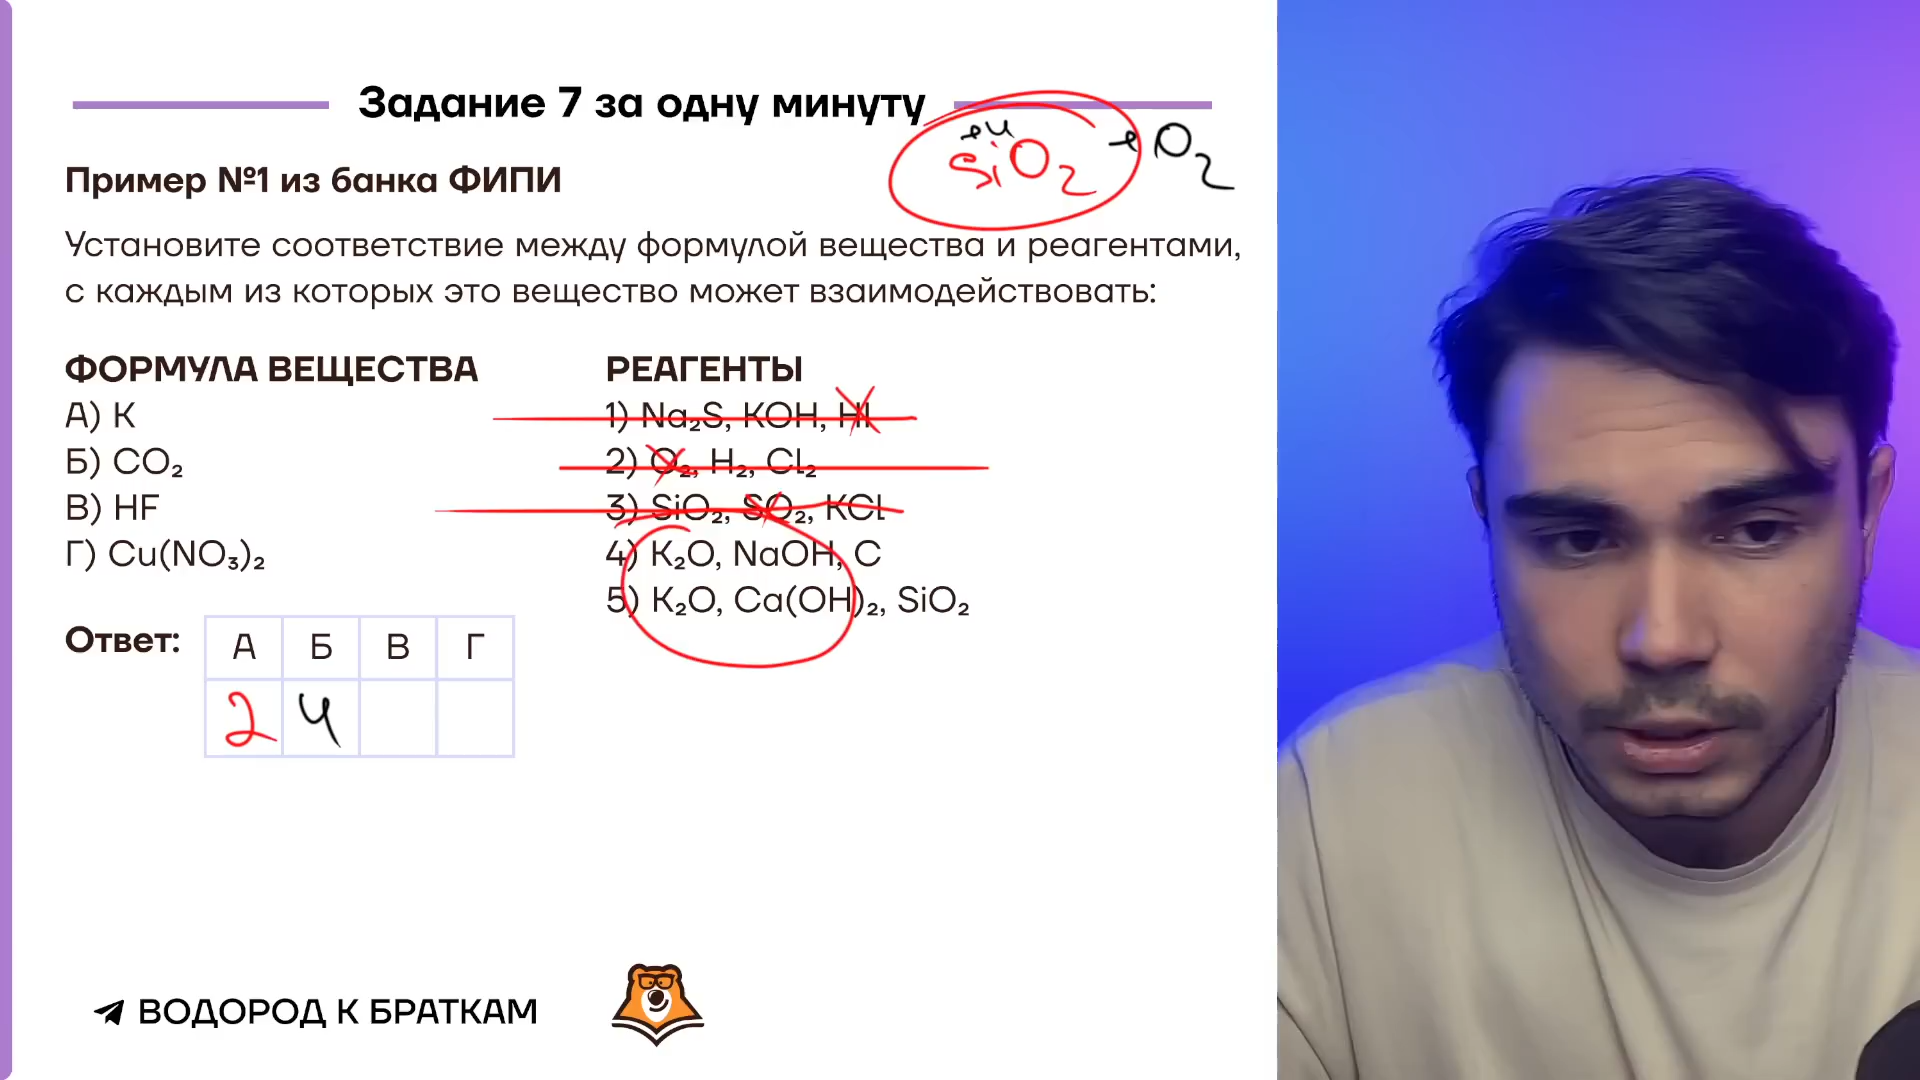 Задание 7 за одну минуту
+4
SiO₂ + O₂
Пример №1 из банка ФИПИ
Установите соответствие между формулой вещества и реагентами,
с каждым из которых это вещество может взаимодействовать:
ФОРМУЛА ВЕЩЕСТВА
А) K
Б) CO₂
В) HF
Г) Cu(NO₃)₂
РЕАГЕНТЫ
1) Na₂S, KOH, HI
2) O₂, H₂, Cl₂
3) SiO₂, SO₂, KCl
4) K₂O, NaOH, C
5) K₂O, Ca(OH)₂, SiO₂
Ответ:
А Б В Г
2 4
ВОДОРОД К БРАТКАМ